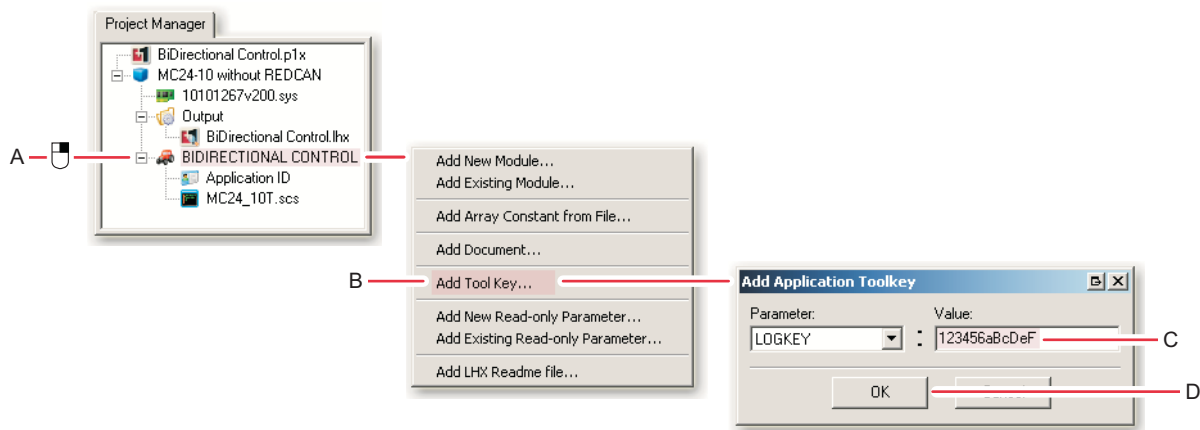 Project Manager
BiDirectional Control.p1x
MC24-10 without REDCAN
10101267v200.sys
Output
BiDirectional Control.lhx
A
BIDIRECTIONAL CONTROL
Application ID
MC24_10T.scs
Add New Module...
Add Existing Module...
Add Array Constant from File...
Add Document...
B
Add Tool Key...
Add New Read-only Parameter...
Add Existing Read-only Parameter...
Add LHX Readme file...
Add Application Toolkey
Parameter:
Value:
LOGKEY
:
123456aBcDeF
C
OK
D